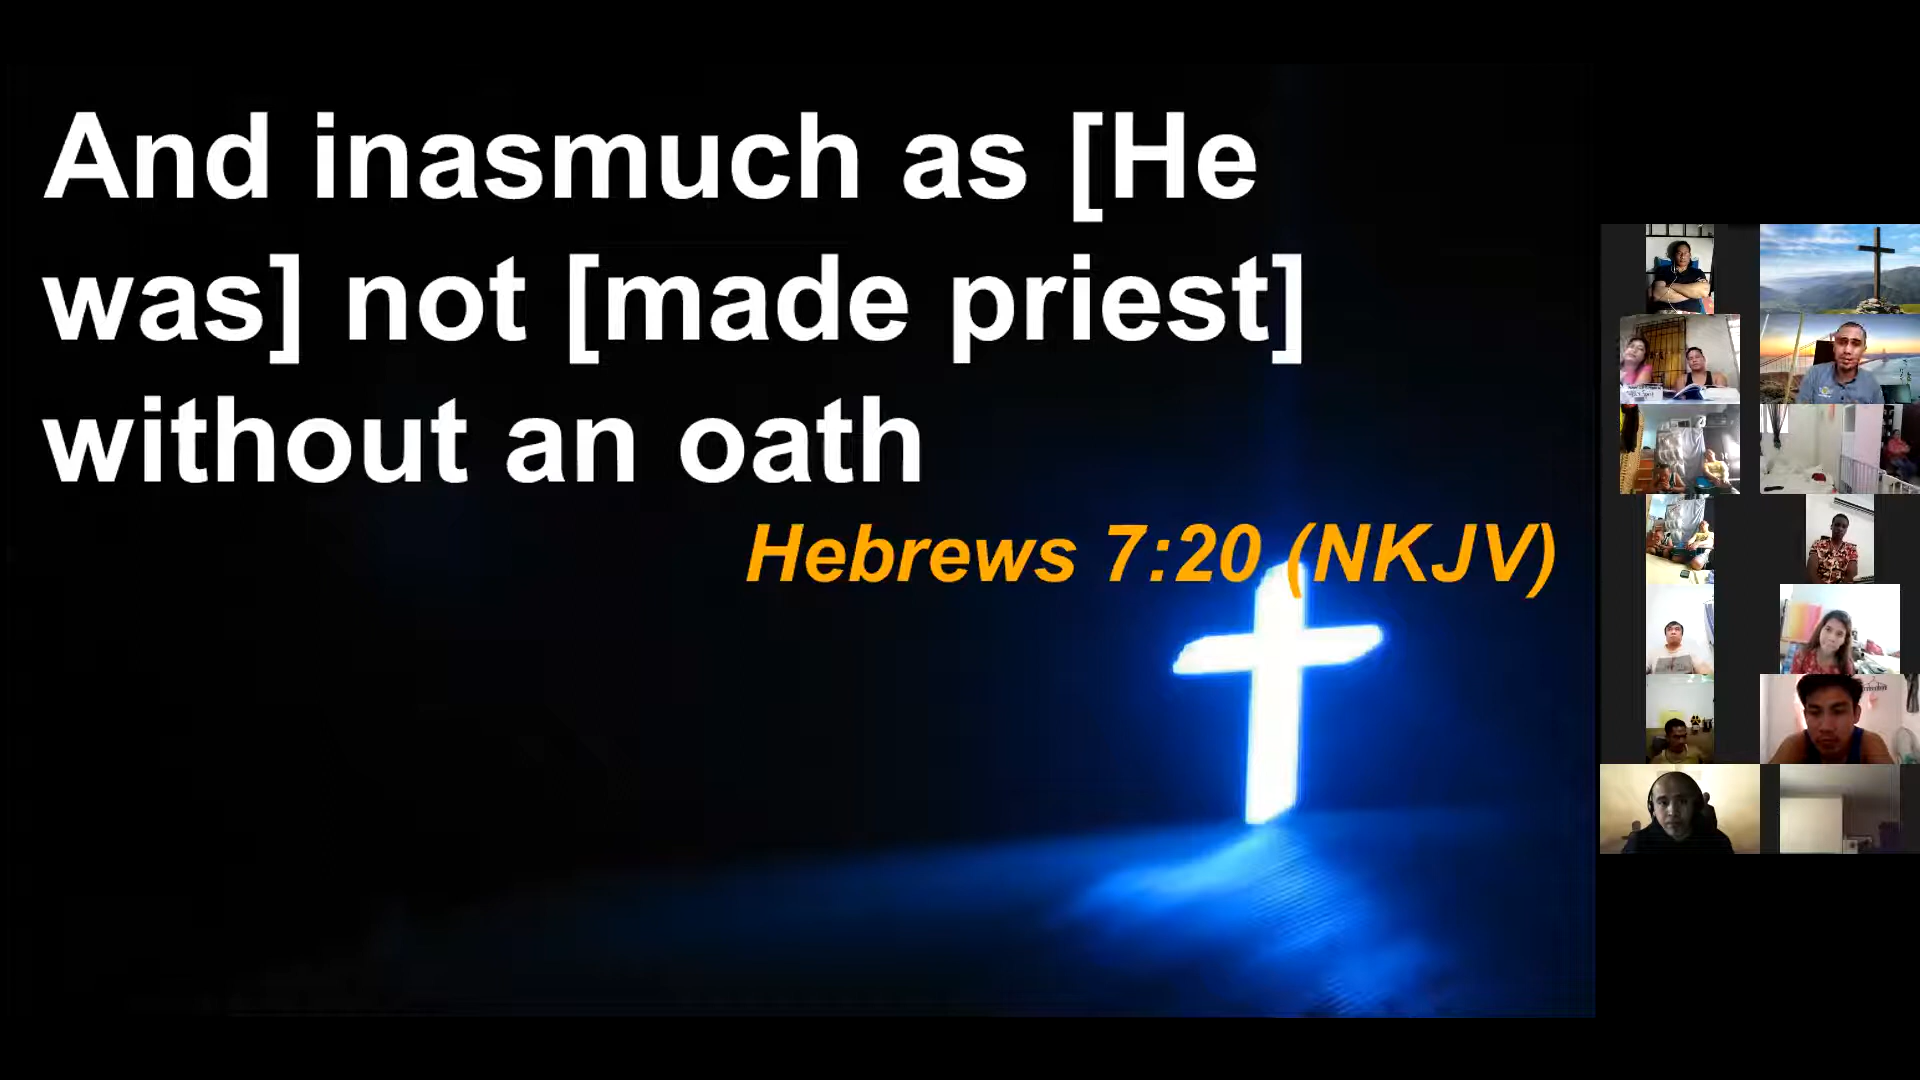 And inasmuch as [He
was] not [made priest]
without an oath
Hebrews 7:20 (NKJV)